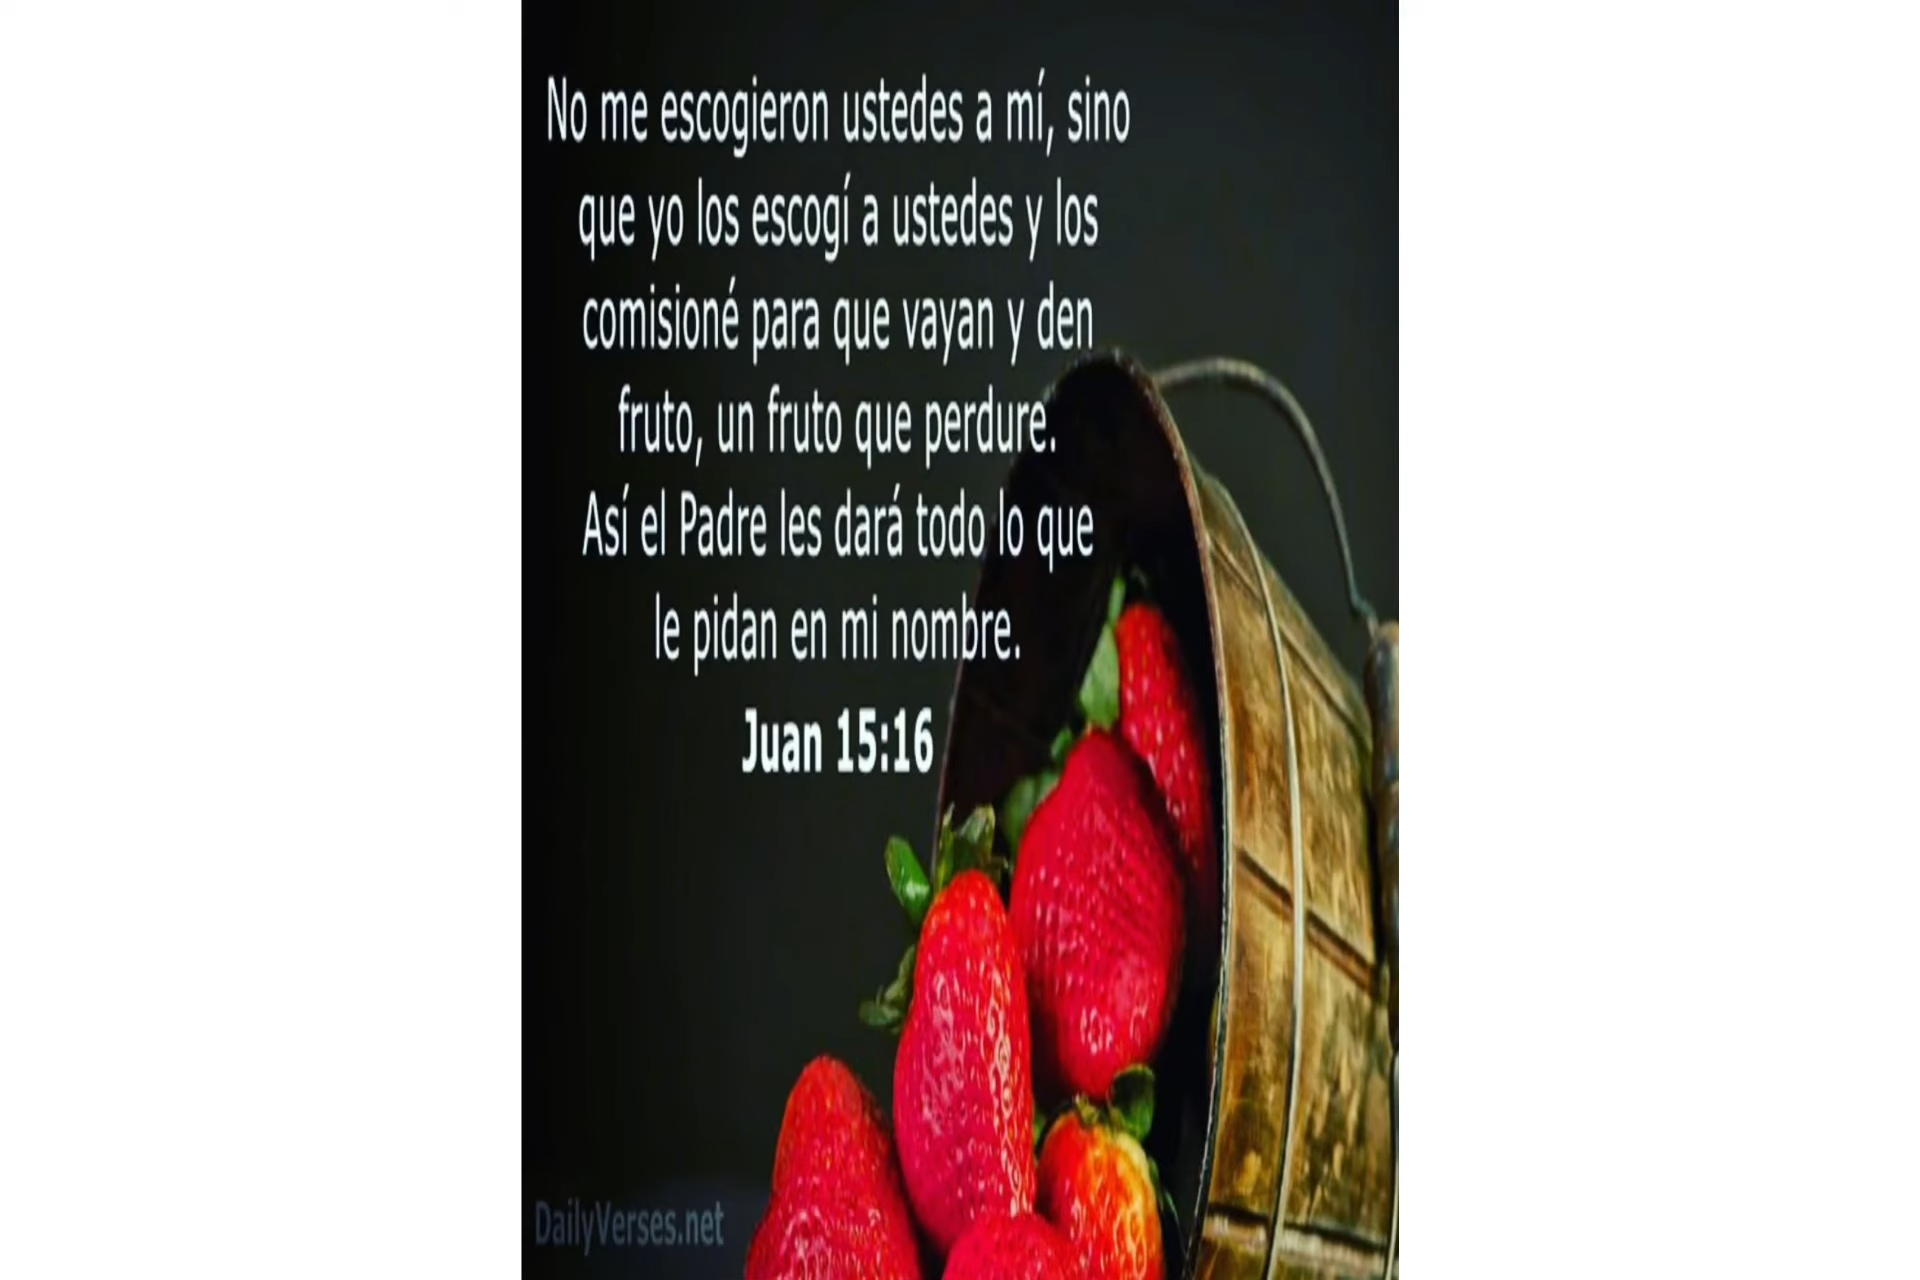 No me escogieron ustedes a mí, sino
que yo los escogí a ustedes y los
comisioné para que vayan y den
fruto, un fruto que perdure.
Así el Padre les dará todo lo que
le pidan en mi nombre.
Juan 15:16
DailyVerses.net